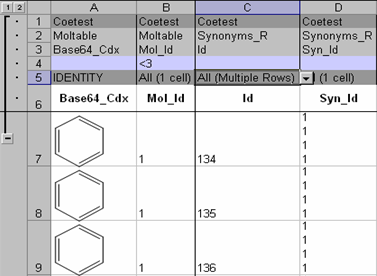 1 2 A B C D
1 Coetest Coetest Coetest Coetest
2 Moltable Moltable Synonyms_R Synonyms_R
3 Base64_Cdx Mol_Id Id Syn_Id
4 <3
5 IDENTITY All (1 cell) All (Multiple Rows) (1 cell)
6 Base64_Cdx Mol_Id Id Syn_Id
1
1
1
1
7 1 134 1
1
1
1
1
8 1 135 1
1
1
1
1
9 1 136 1